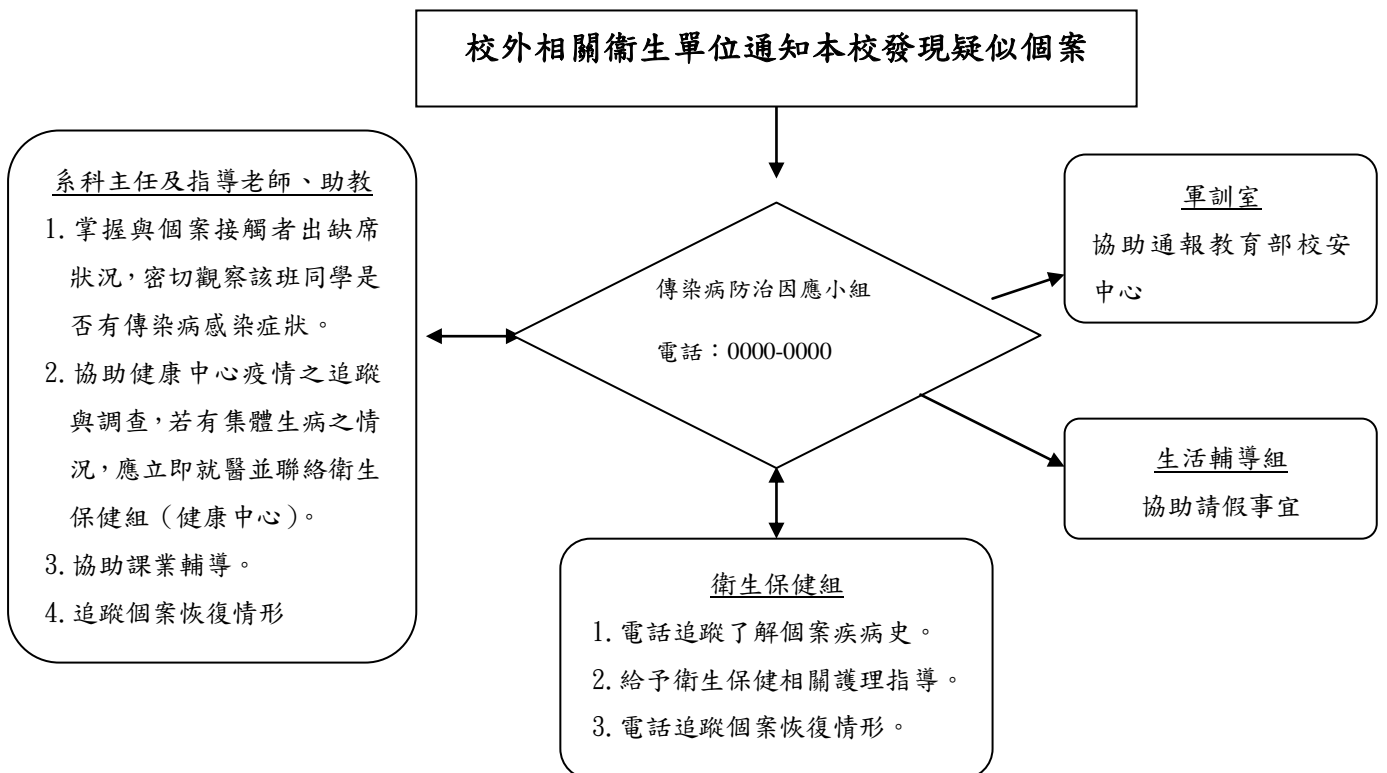 校外相關衛生單位通知本校發現疑似個案
系科主任及指導老師、助教
1. 掌握與個案接觸者出缺席
狀況，密切觀察該班同學是
否有傳染病感染症狀。
2. 協助健康中心疫情之追蹤
與調查，若有集體生病之情
況，應立即就醫並聯絡衛生
保健組（健康中心）。
3. 協助課業輔導。
4. 追蹤個案恢復情形
傳染病防治因應小組
電話：0000-0000
軍訓室
協助通報教育部校安
中心
生活輔導組
協助請假事宜
衛生保健組
1. 電話追蹤了解個案疾病史。
2. 給予衛生保健相關護理指導。
3. 電話追蹤個案恢復情形。